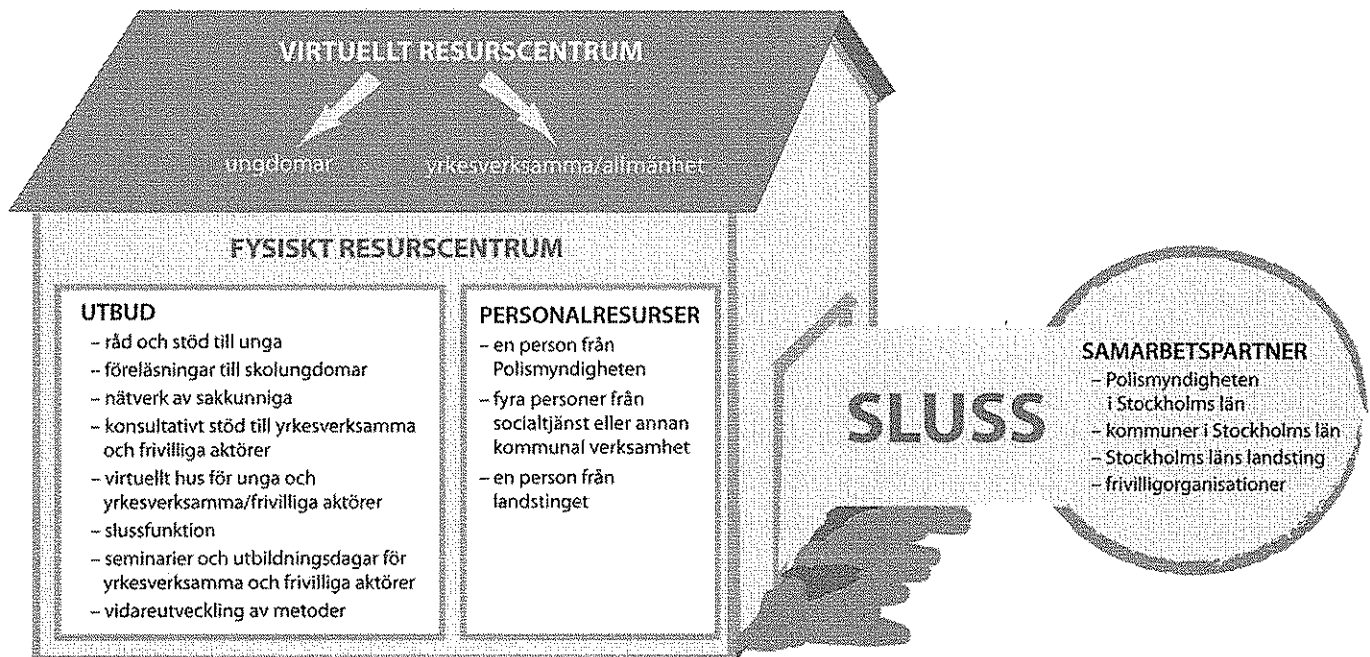 VIRTUELLT RESURSCENTRUM
ungdomar
yrkesverksamma/allmänhet
FYSISKT RESURSCENTRUM
UTBUD
– råd och stöd till unga
– föreläsningar till skolungdomar
– nätverk av sakkunniga
– konsultativt stöd till yrkesverksamma
och frivilliga aktörer
– virtuellt hus för unga och
yrkesverksamma/frivilliga aktörer
– slussfunktion
– seminarier och utbildningsdagar för
yrkesverksamma och frivilliga aktörer
– vidareutveckling av metoder
PERSONALRESURSER
– en person från
Polismyndigheten
– fyra personer från
socialtjänst eller annan
kommunal verksamhet
– en person från
landstinget
SLUSS
SAMARBETSPARTNER
– Polismyndigheten
i Stockholms län
– kommuner i Stockholms län
– Stockholms läns landsting
– frivilligorganisationer